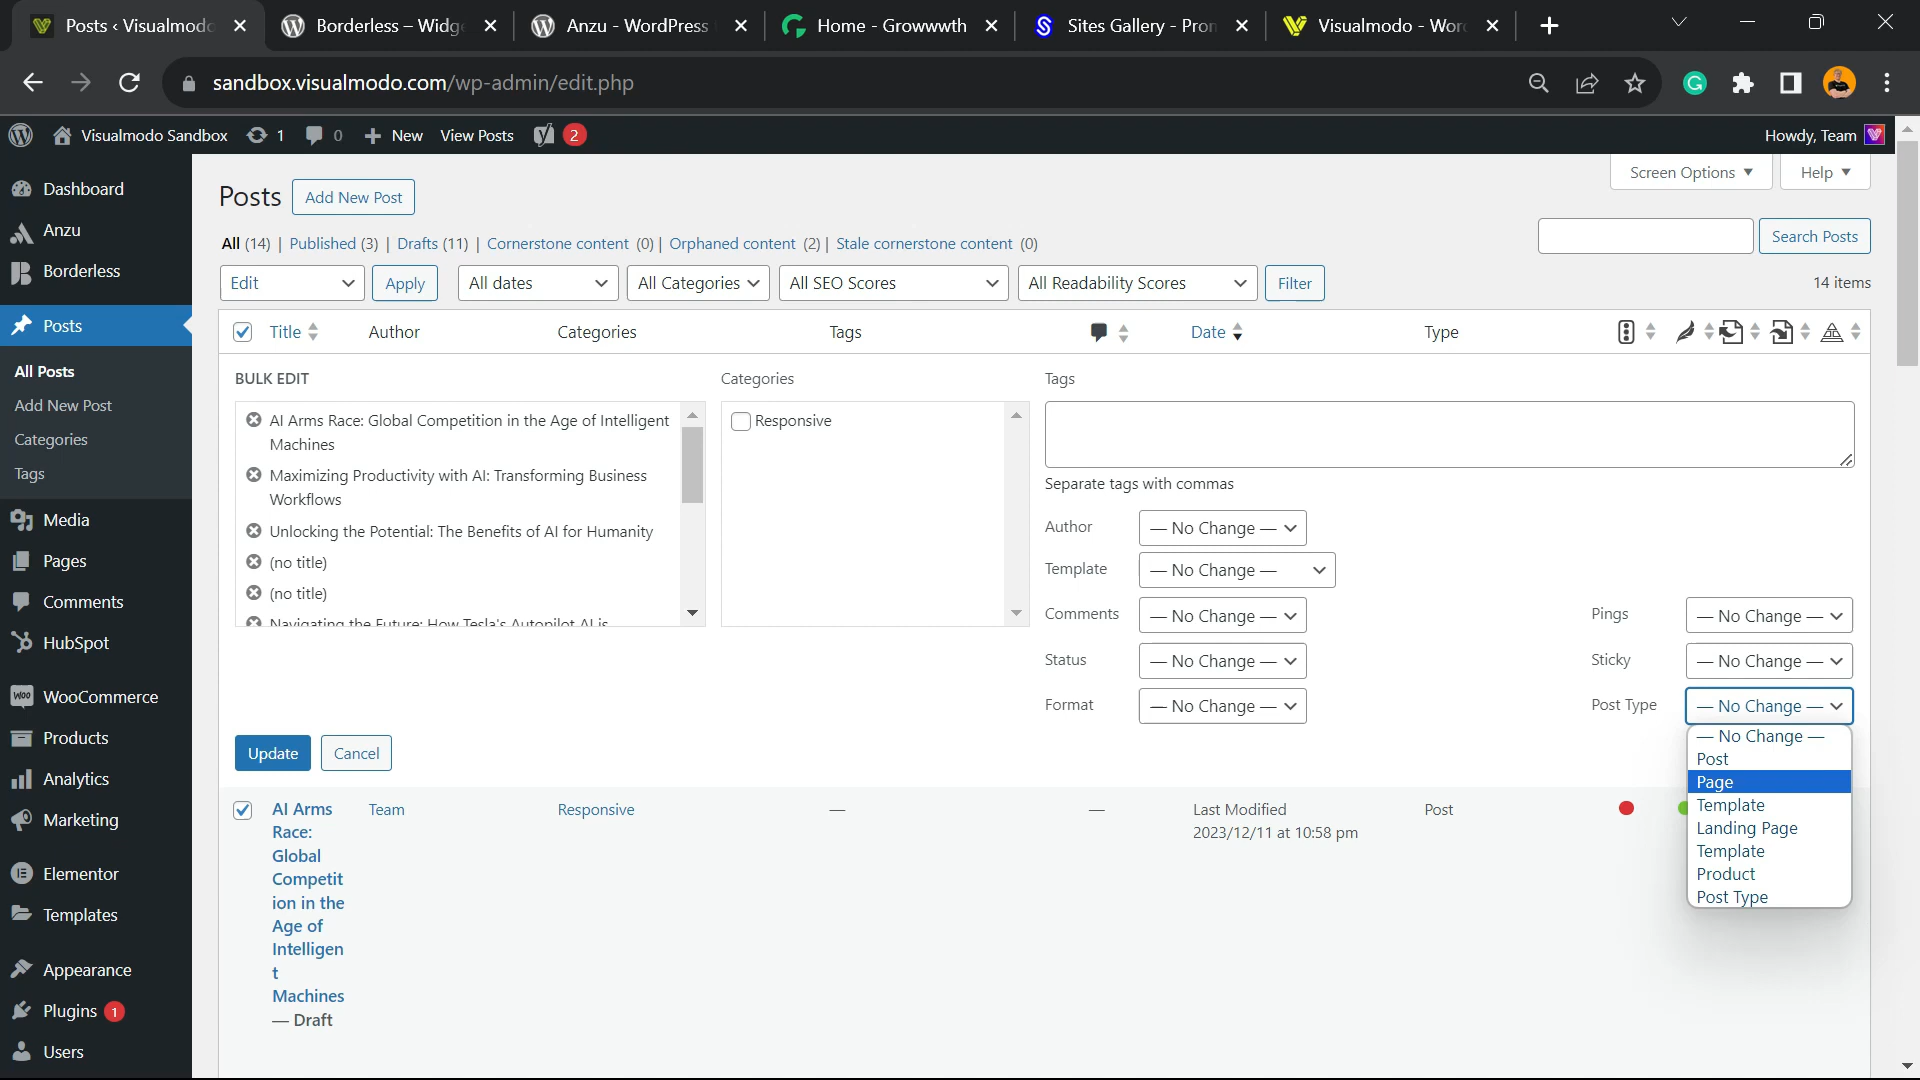 Posts ‹ Visualmodo
Borderless – Widg
Anzu - WordPress
Home - Growwwth
Sites Gallery - Pron
Visualmodo - Wor
sandbox.visualmodo.com/wp-admin/edit.php
Visualmodo Sandbox 1 0 New View Posts 2
Howdy, Team
Dashboard
Anzu
Borderless
Posts
All Posts
Add New Post
Categories
Tags
Media
Pages
Comments
HubSpot
WooCommerce
Products
Analytics
Marketing
Elementor
Templates
Appearance
Plugins 1
Users
Screen Options
Help
Posts Add New Post
All (14) | Published (3) | Drafts (11) | Cornerstone content (0) | Orphaned content (2) | Stale cornerstone content (0)
Search Posts
Edit Apply All dates All Categories All SEO Scores All Readability Scores Filter
14 items
Title Author Categories Tags Date Type
BULK EDIT
AI Arms Race: Global Competition in the Age of Intelligent
Machines
Maximizing Productivity with AI: Transforming Business
Workflows
Unlocking the Potential: The Benefits of AI for Humanity
(no title)
(no title)
Navigating the Future: How Tesla's Autopilot AI is
Categories
Responsive
Tags
Separate tags with commas
Author — No Change —
Template — No Change —
Comments — No Change —
Pings — No Change —
Status — No Change —
Sticky — No Change —
Format — No Change —
Post Type — No Change —
— No Change —
Post
Page
Template
Landing Page
Template
Product
Post Type
Update Cancel
AI Arms
Race:
Global
Competit
ion in the
Age of
Intelligen
t
Machines
— Draft
Team
Responsive
—
—
Last Modified
2023/12/11 at 10:58 pm
Post